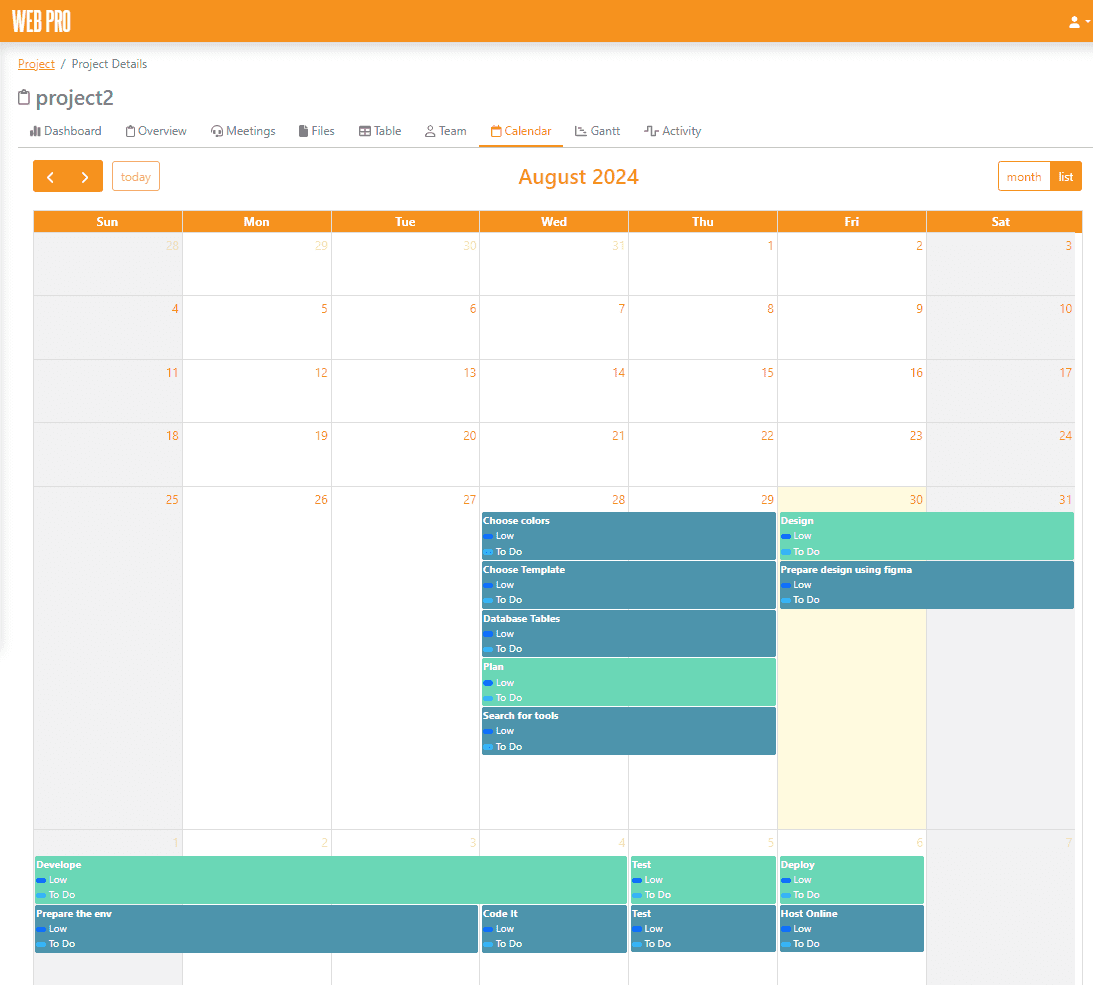 WEB PRO
Project / Project Details
project2
Dashboard Overview Meetings Files Table Team Calendar Gantt Activity
today August 2024 month list
Sun Mon Tue Wed Thu Fri Sat
28 29 30 31 1 2 3
4 5 6 7 8 9 10
11 12 13 14 15 16 17
18 19 20 21 22 23 24
25 26 27 28 29 30 31
Choose colors
Low
To Do
Choose Template
Low
To Do
Database Tables
Low
To Do
Plan
Low
To Do
Search for tools
Low
To Do
Design
Low
To Do
Prepare design using figma
Low
To Do
1 2 3 4 5 6 7
Develope
Low
To Do
Prepare the env
Low
To Do
Code It
Low
To Do
Test
Low
To Do
Test
Low
To Do
Deploy
Low
To Do
Host Online
Low
To Do